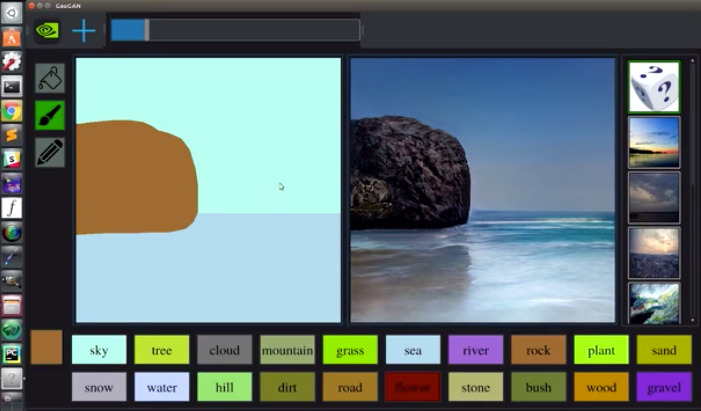 GauGAN
sky tree cloud mountain grass sea river rock plant sand
snow water hill dirt road flower stone bush wood gravel